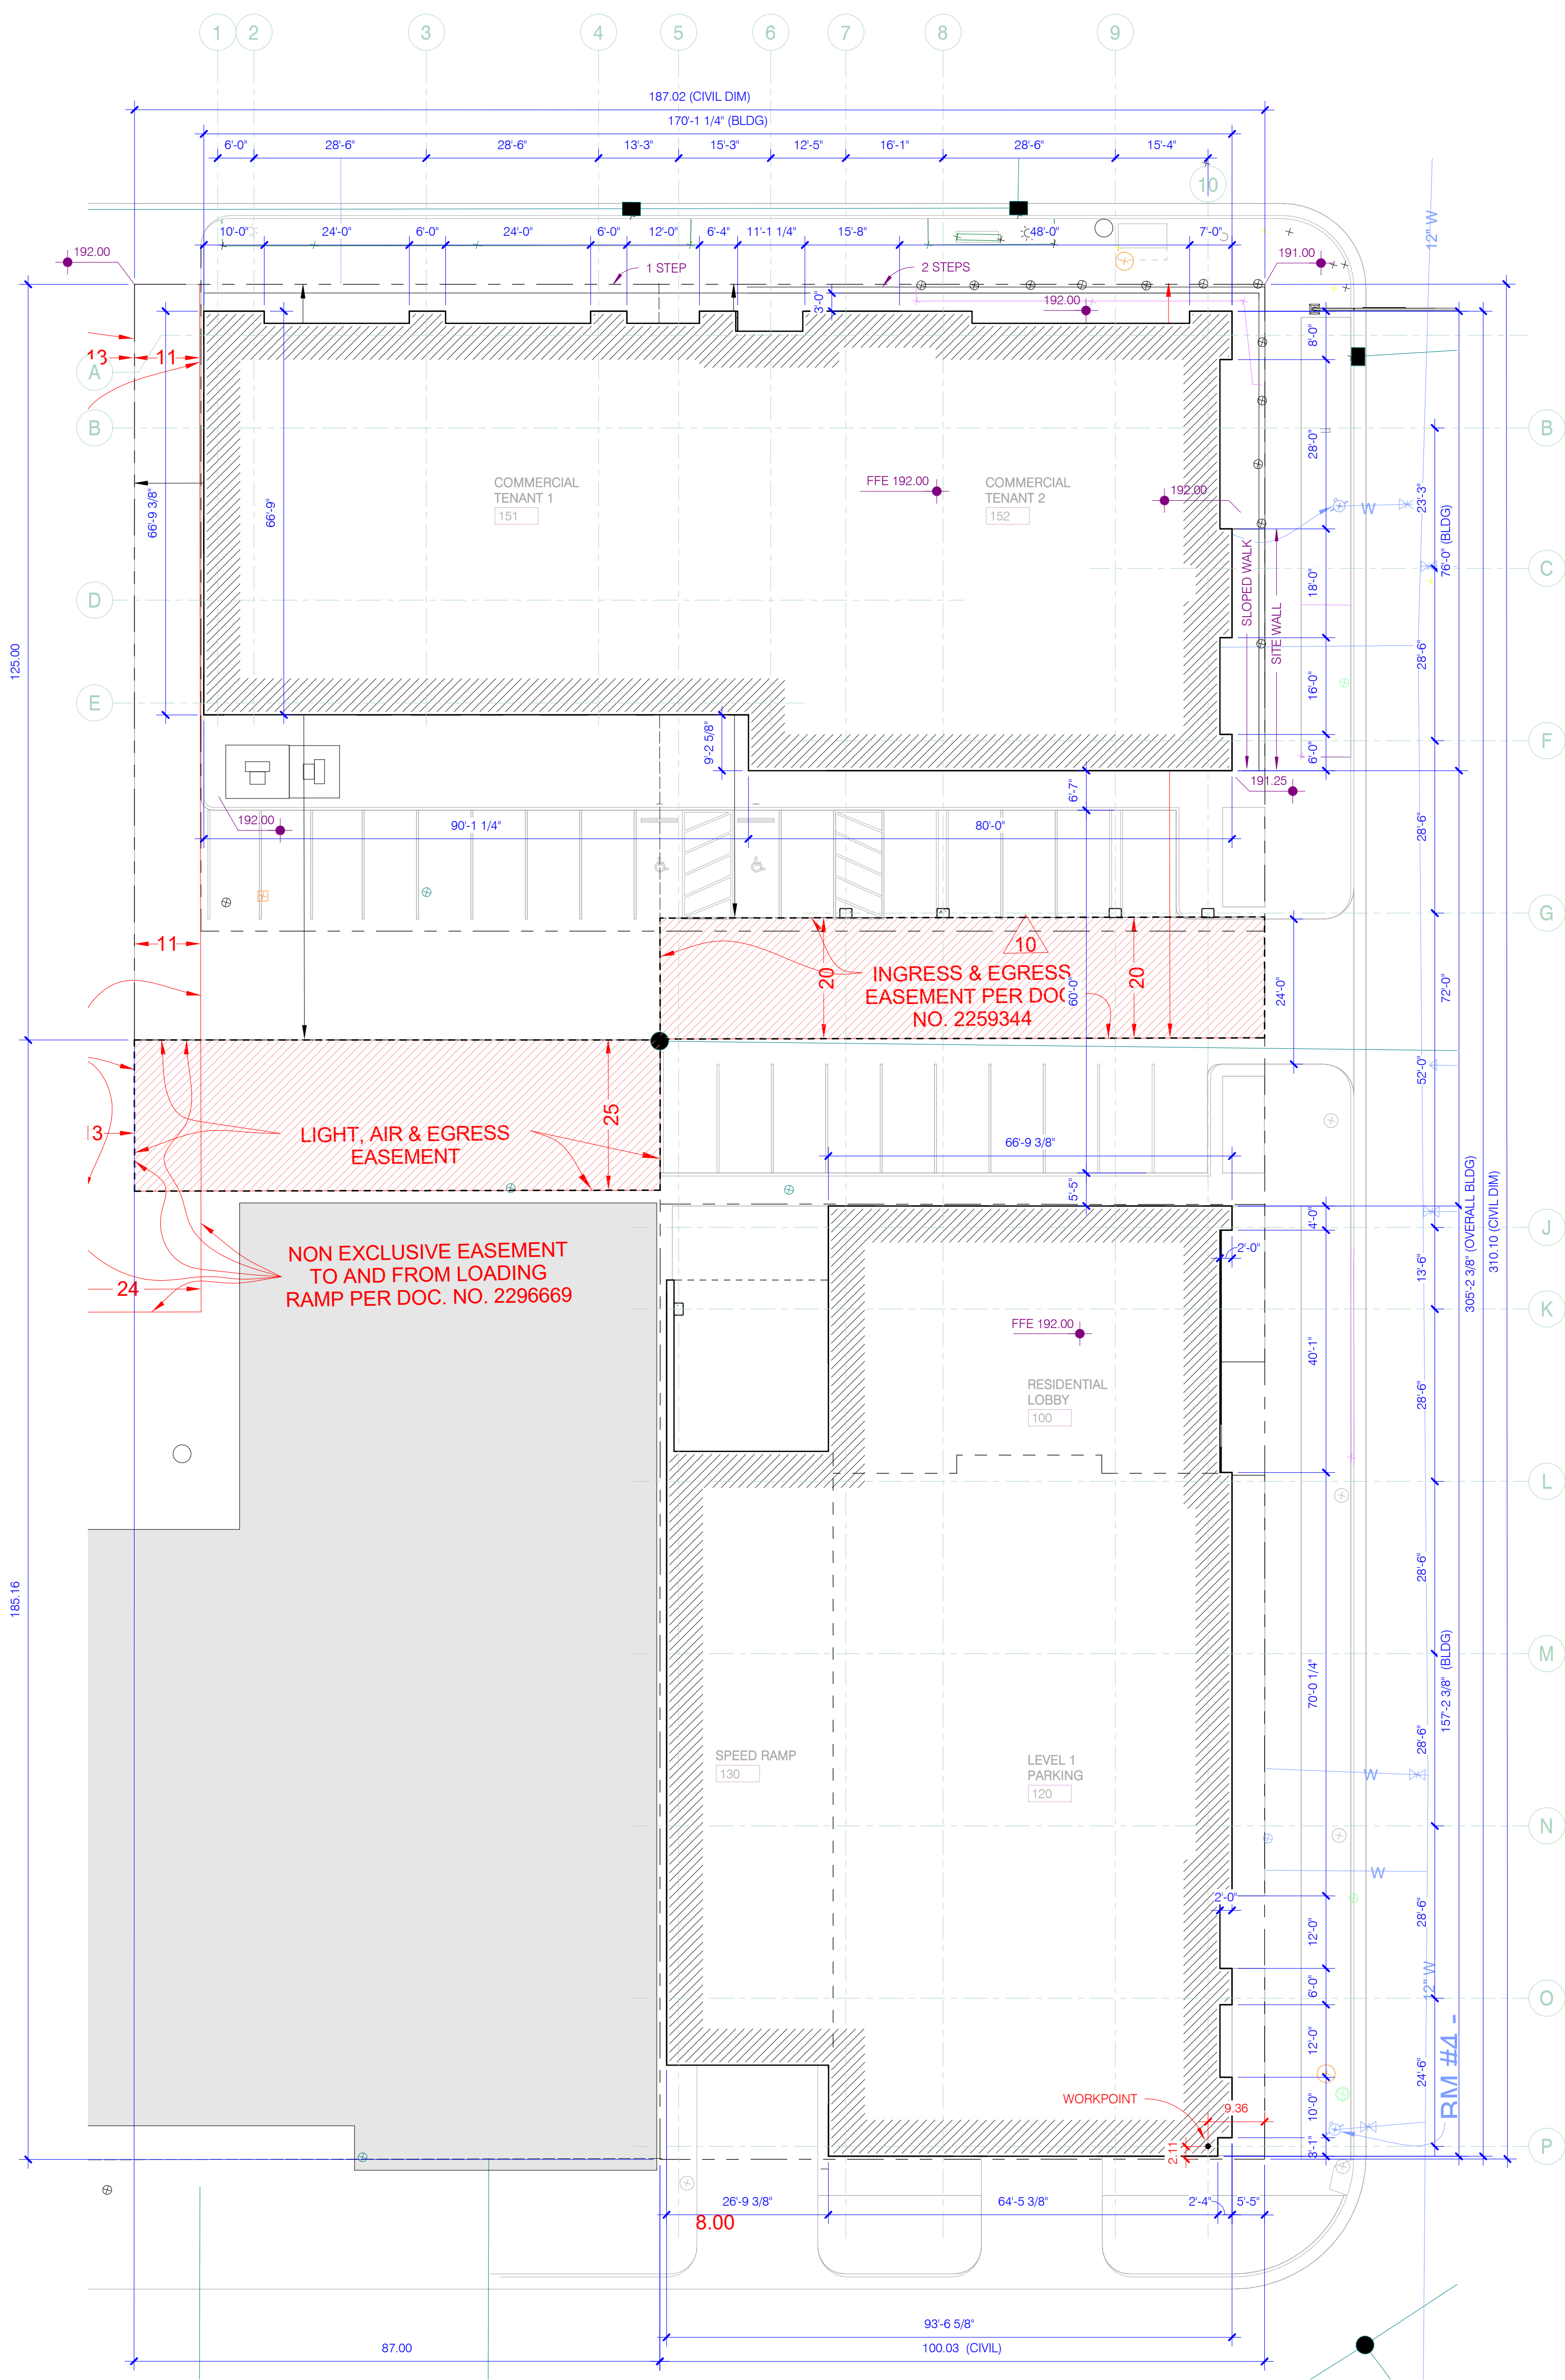 1
2
3
4
5
6
7
8
9
187.02 (CIVIL DIM)
170'-1 1/4" (BLDG)
6'-0"
28'-6"
28'-6"
13'-3"
15'-3"
12'-5"
16'-1"
28'-6"
15'-4"
10
12" W
10'-0"
24'-0"
6'-0"
24'-0"
6'-0"
12'-0"
6'-4"
11'-1 1/4"
15'-8"
48'-0"
7'-0"
192.00
1 STEP
2 STEPS
191.00
192.00
3'-0"
8'-0"
11
A
B
B
28'-0"
23'-3"
76'-0" (BLDG)
66'-9 3/8"
66'-9"
COMMERCIAL
TENANT 1
151
FFE 192.00
COMMERCIAL
TENANT 2
152
192.00
W
SLOPED WALK
SITE WALL
C
D
18'-0"
28'-6"
125.00
16'-0"
E
F
9'-2 5/8"
6'-0"
191.25
6'-7"
192.00
90'-1 1/4"
80'-0"
28'-6"
G
11
20
10
20
INGRESS & EGRESS
EASEMENT PER DOC
NO. 2259344
60'-0"
24'-0"
72'-0"
52'-0"
25
LIGHT, AIR & EGRESS
EASEMENT
66'-9 3/8"
5'-5"
4'-0"
J
2'-0"
305'-2 3/8" (OVERALL BLDG)
310.10 (CIVIL DIM)
NON EXCLUSIVE EASEMENT
TO AND FROM LOADING
RAMP PER DOC. NO. 2296669
24
13'-6"
K
FFE 192.00
40'-1"
28'-6"
RESIDENTIAL
LOBBY
100
L
28'-6"
185.16
M
70'-0 1/4"
157'-2 3/8" (BLDG)
28'-6"
SPEED RAMP
130
LEVEL 1
PARKING
120
W
N
W
2'-0"
28'-6"
12'-0"
12" W
6'-0"
O
12'-0"
24'-6"
RM #4 -
WORKPOINT
9.36
10'-0"
2.11
3'-1"
P
26'-9 3/8"
64'-5 3/8"
2'-4"
5'-5"
8.00
93'-6 5/8"
87.00
100.03 (CIVIL)